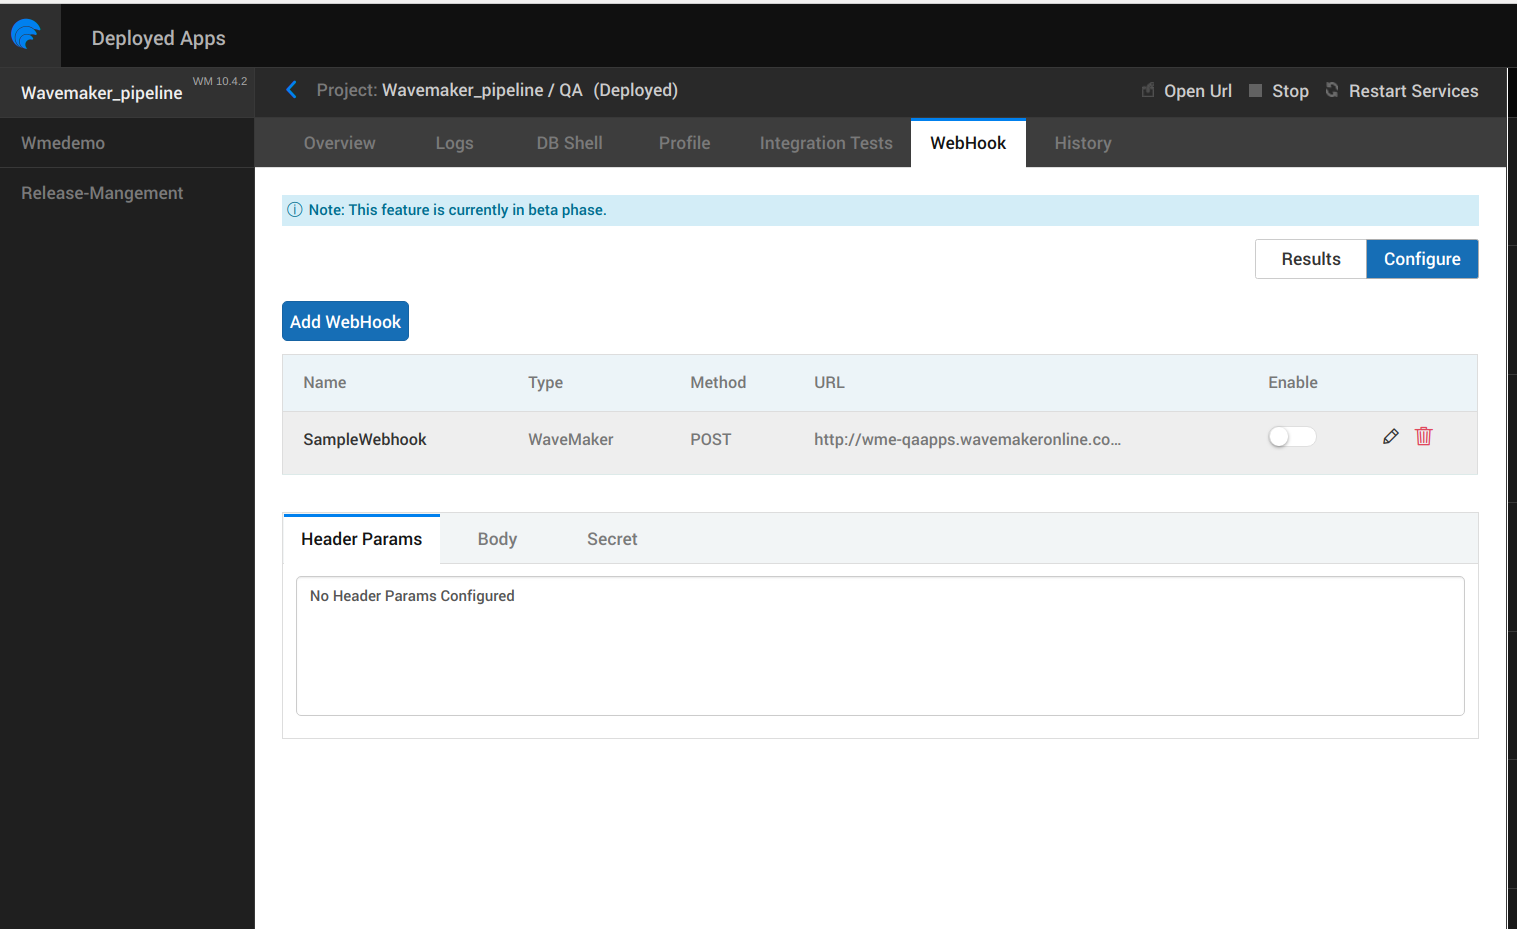 Deployed Apps
Wavemaker_pipeline WM 10.4.2
Wmedemo
Release-Mangement
Project: Wavemaker_pipeline / QA (Deployed)
Open Url Stop Restart Services
Overview Logs DB Shell Profile Integration Tests WebHook History
Note: This feature is currently in beta phase.
Results Configure
Add WebHook
Name Type Method URL Enable
SampleWebhook WaveMaker POST http://wme-qaapps.wavemakeronline.co...
Header Params Body Secret
No Header Params Configured